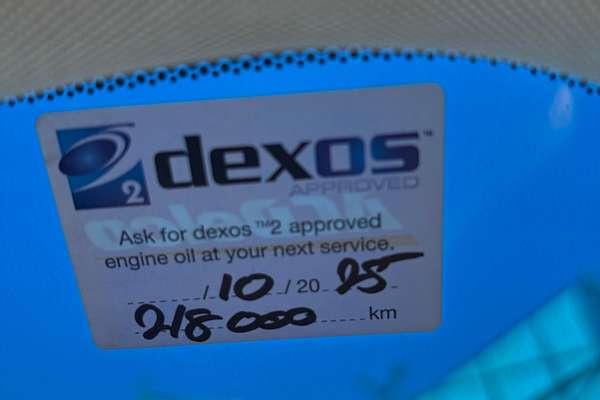 2 dexos™
APPROVED
Ask for dexos™2 approved
engine oil at your next service.
/10 /20 25
218 000 km
ACDelco